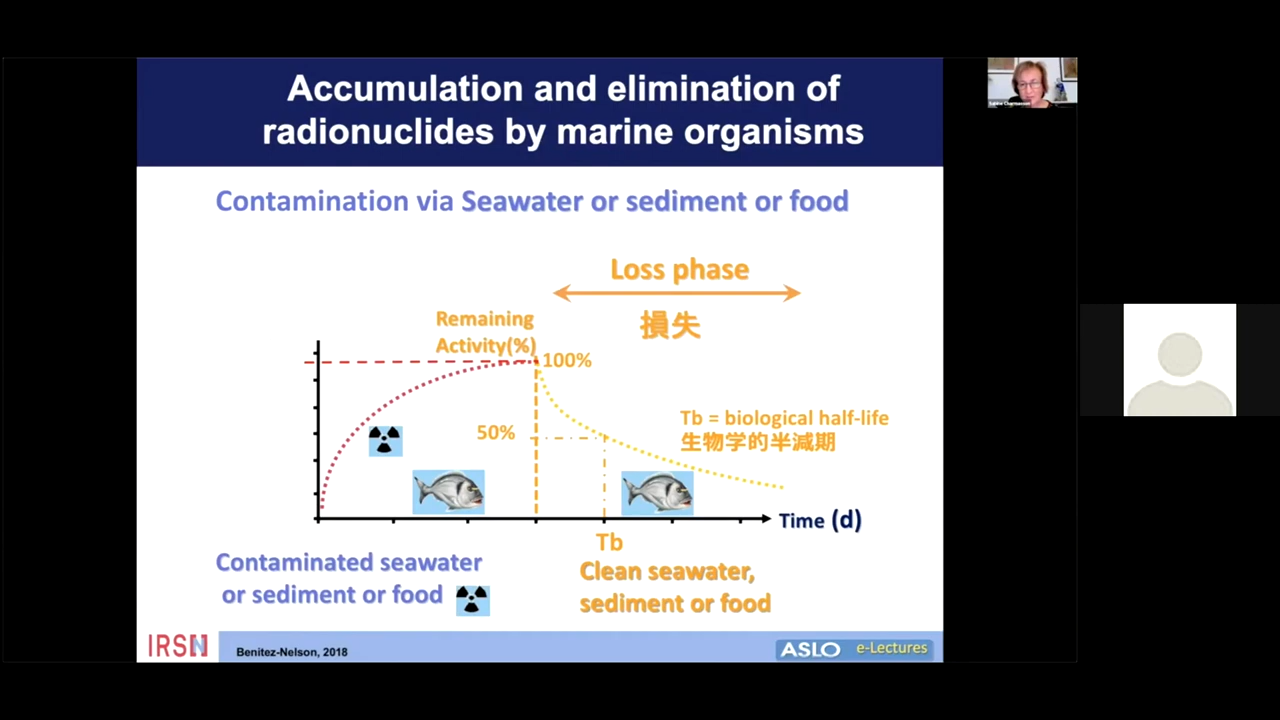 Accumulation and elimination of
radionuclides by marine organisms
Contamination via Seawater or sediment or food
Loss phase
損失
Remaining
Activity(%)
100%
50%
Tb = biological half-life
生物学的半減期
Time (d)
Tb
Contaminated seawater
or sediment or food
Clean seawater,
sediment or food
IRSN
Benitez-Nelson, 2018
ASLO e-Lectures